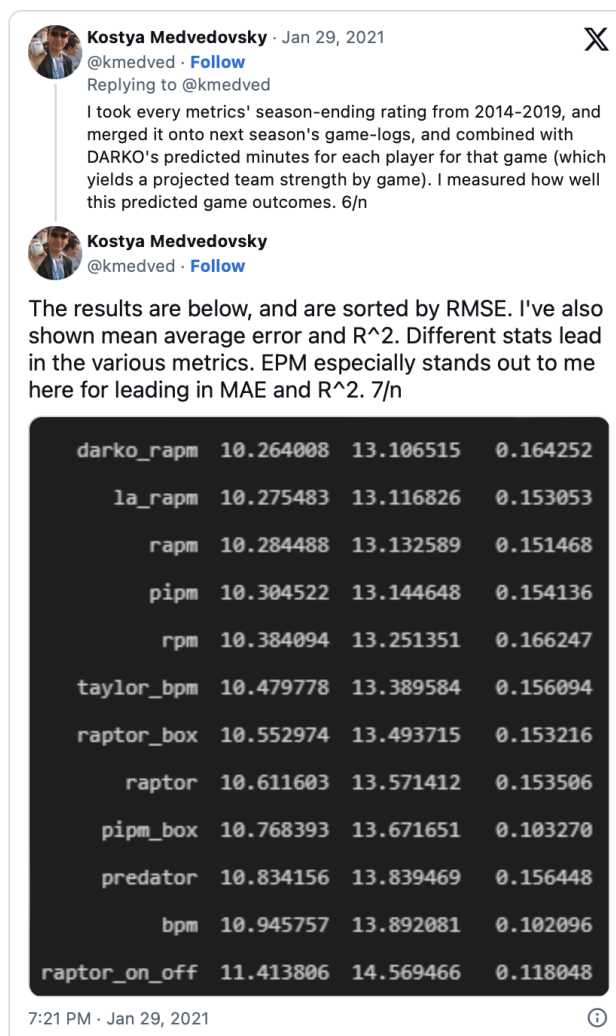 Kostya Medvedovsky · Jan 29, 2021
@kmedved · Follow
Replying to @kmedved
I took every metrics' season-ending rating from 2014-2019, and
merged it onto next season's game-logs, and combined with
DARKO's predicted minutes for each player for that game (which
yields a projected team strength by game). I measured how well
this predicted game outcomes. 6/n
Kostya Medvedovsky
@kmedved · Follow
The results are below, and are sorted by RMSE. I've also
shown mean average error and R^2. Different stats lead
in the various metrics. EPM especially stands out to me
here for leading in MAE and R^2. 7/n
darko_rapm 10.264008 13.106515 0.164252
la_rapm 10.275483 13.116826 0.153053
rapm 10.284488 13.132589 0.151468
pipm 10.304522 13.144648 0.154136
rpm 10.384094 13.251351 0.166247
taylor_bpm 10.479778 13.389584 0.156094
raptor_box 10.552974 13.493715 0.153216
raptor 10.611603 13.571412 0.153506
pipm_box 10.768393 13.671651 0.103270
predator 10.834156 13.839469 0.156448
bpm 10.945757 13.892081 0.102096
raptor_on_off 11.413806 14.569466 0.118048
7:21 PM · Jan 29, 2021